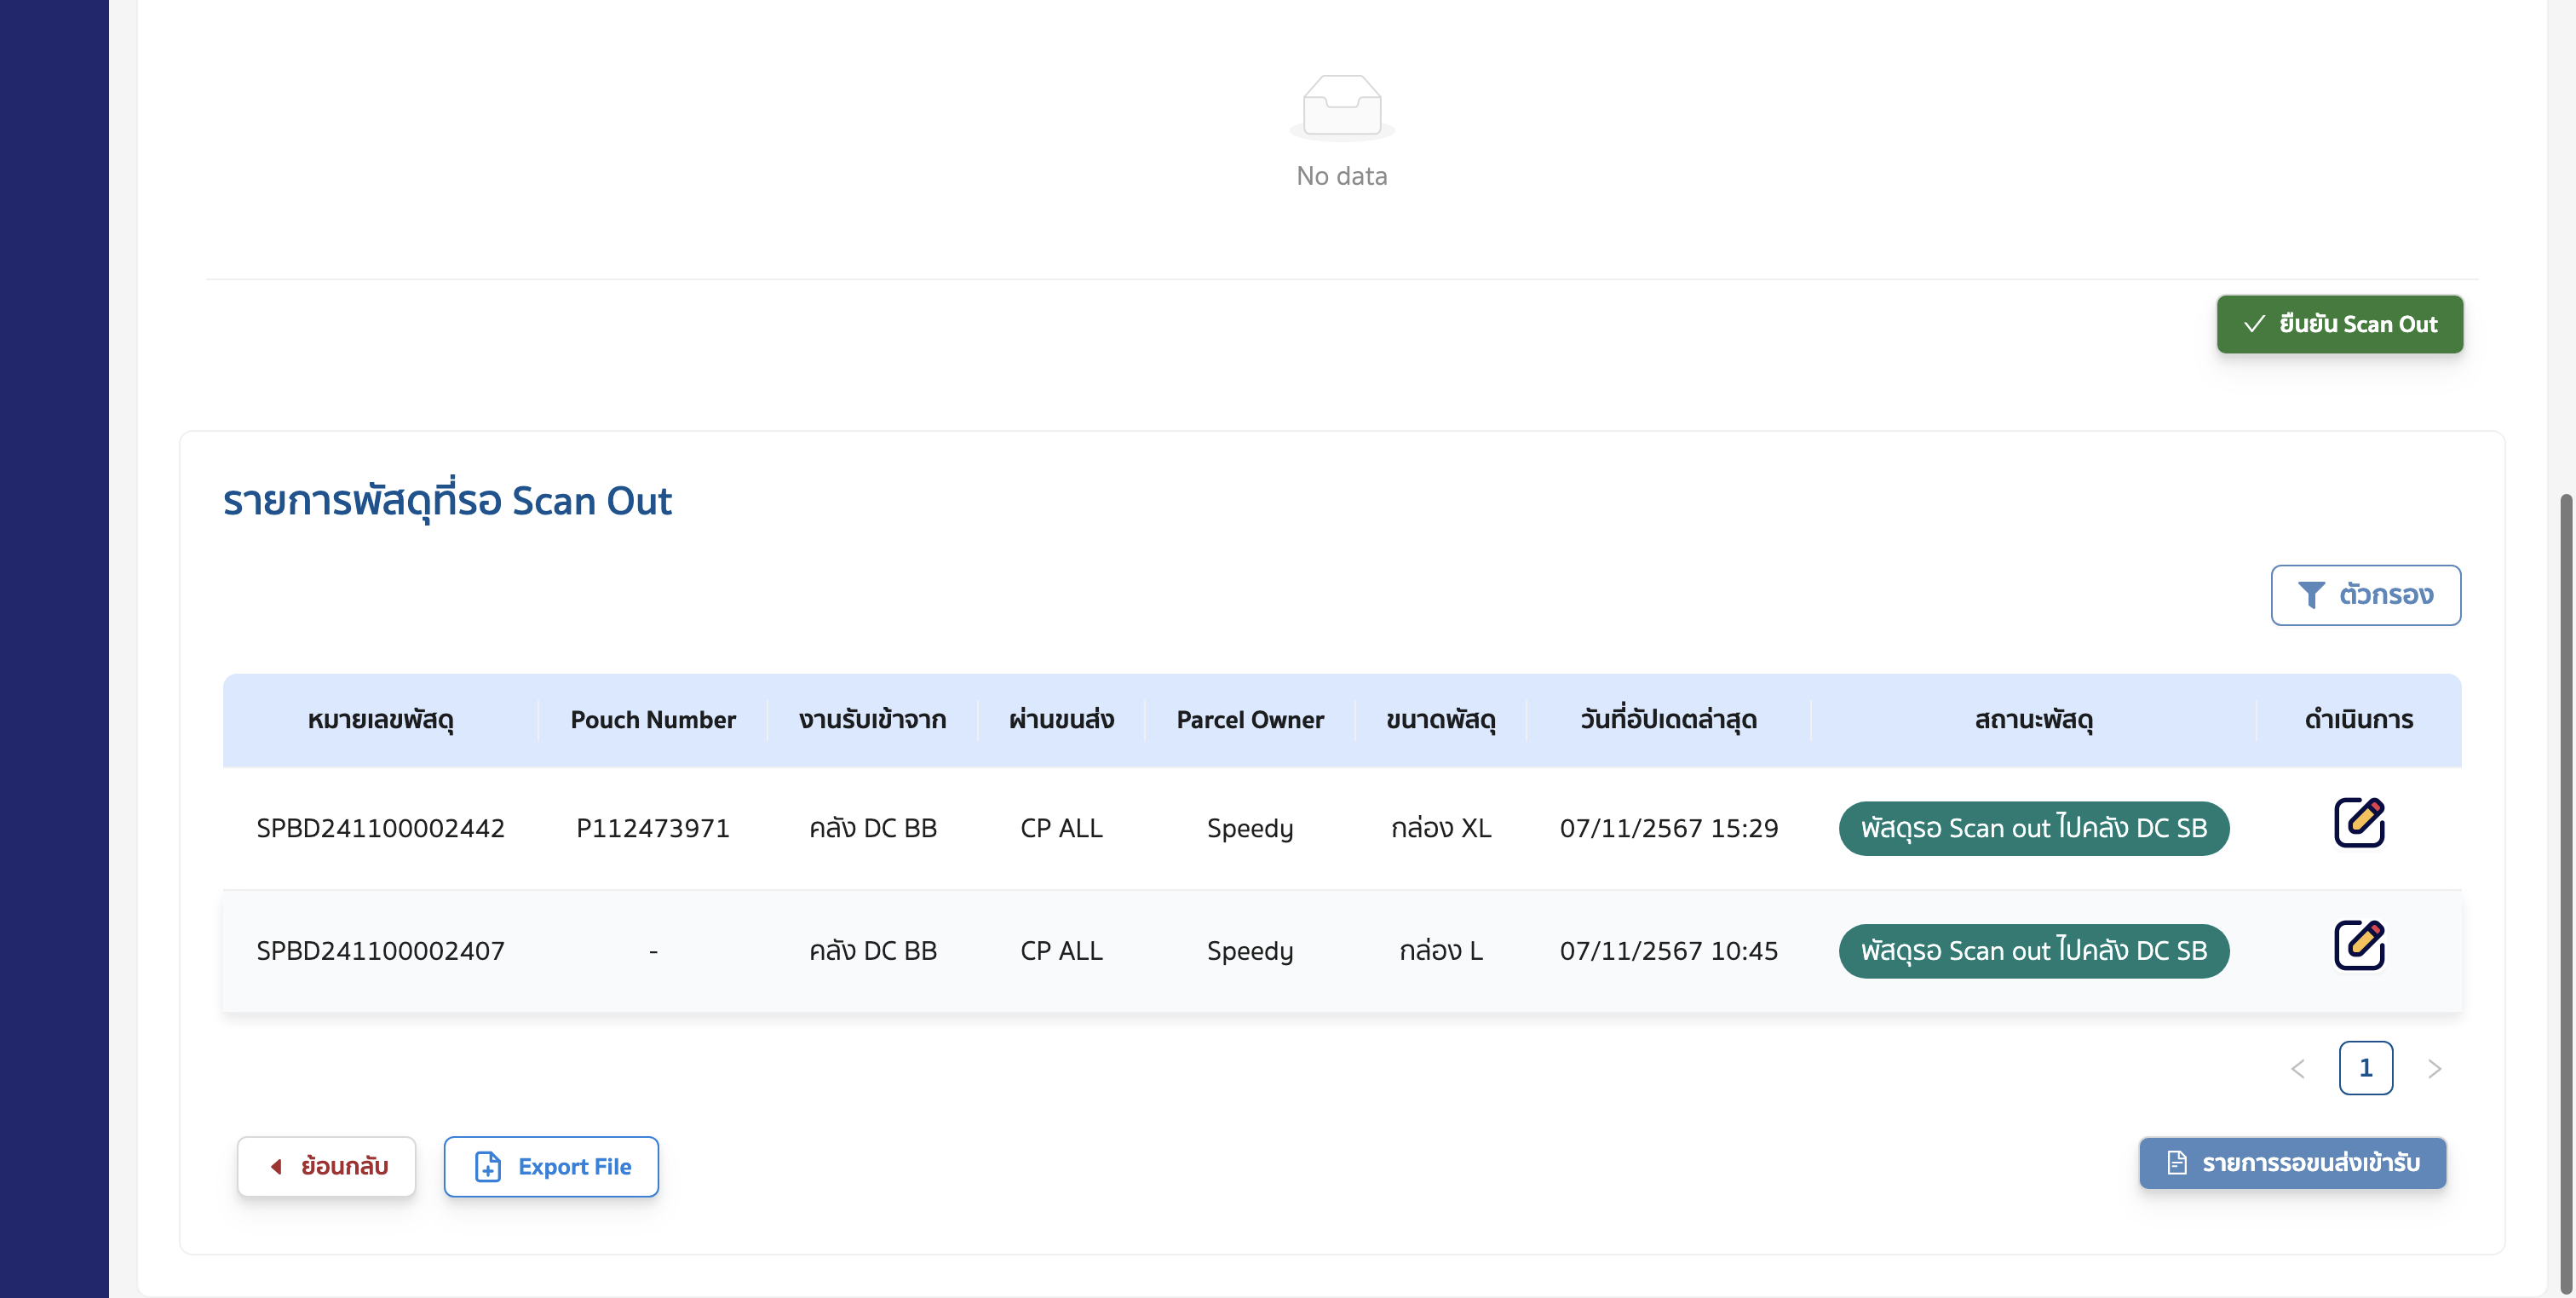 No data
ยืนยัน Scan Out
รายการพัสดุที่รอ Scan Out
ตัวกรอง
หมายเลขพัสดุ Pouch Number งานรับเข้าจาก ผ่านขนส่ง Parcel Owner ขนาดพัสดุ วันที่อัปเดตล่าสุด สถานะพัสดุ ดำเนินการ
SPBD241100002442 P112473971 คลัง DC BB CP ALL Speedy กล่อง XL 07/11/2567 15:29 พัสดุรอ Scan out ไปคลัง DC SB
SPBD241100002407 - คลัง DC BB CP ALL Speedy กล่อง L 07/11/2567 10:45 พัสดุรอ Scan out ไปคลัง DC SB
1
ย้อนกลับ Export File รายการรอขนส่งเข้ารับ